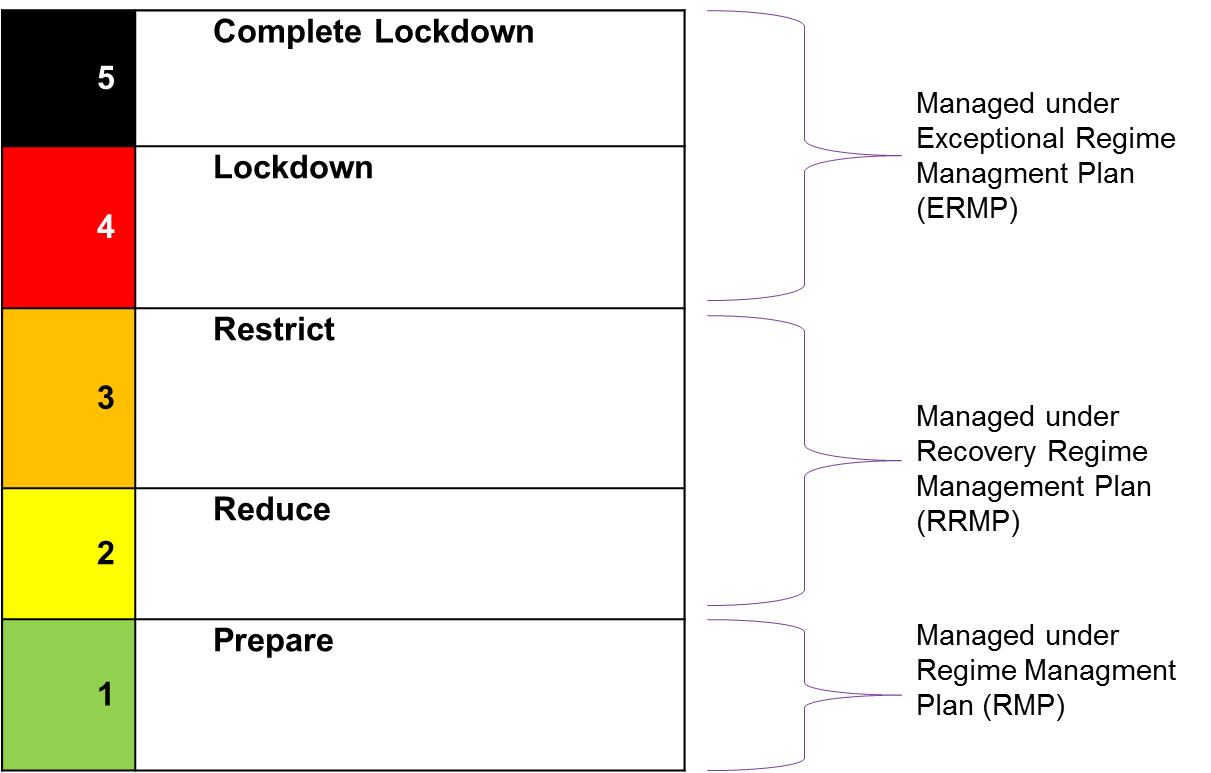 5
Complete Lockdown
Managed under
Exceptional Regime
Managment Plan
(ERMP)
4
Lockdown
3
Restrict
Managed under
Recovery Regime
Management Plan
(RRMP)
2
Reduce
1
Prepare
Managed under
Regime Managment
Plan (RMP)